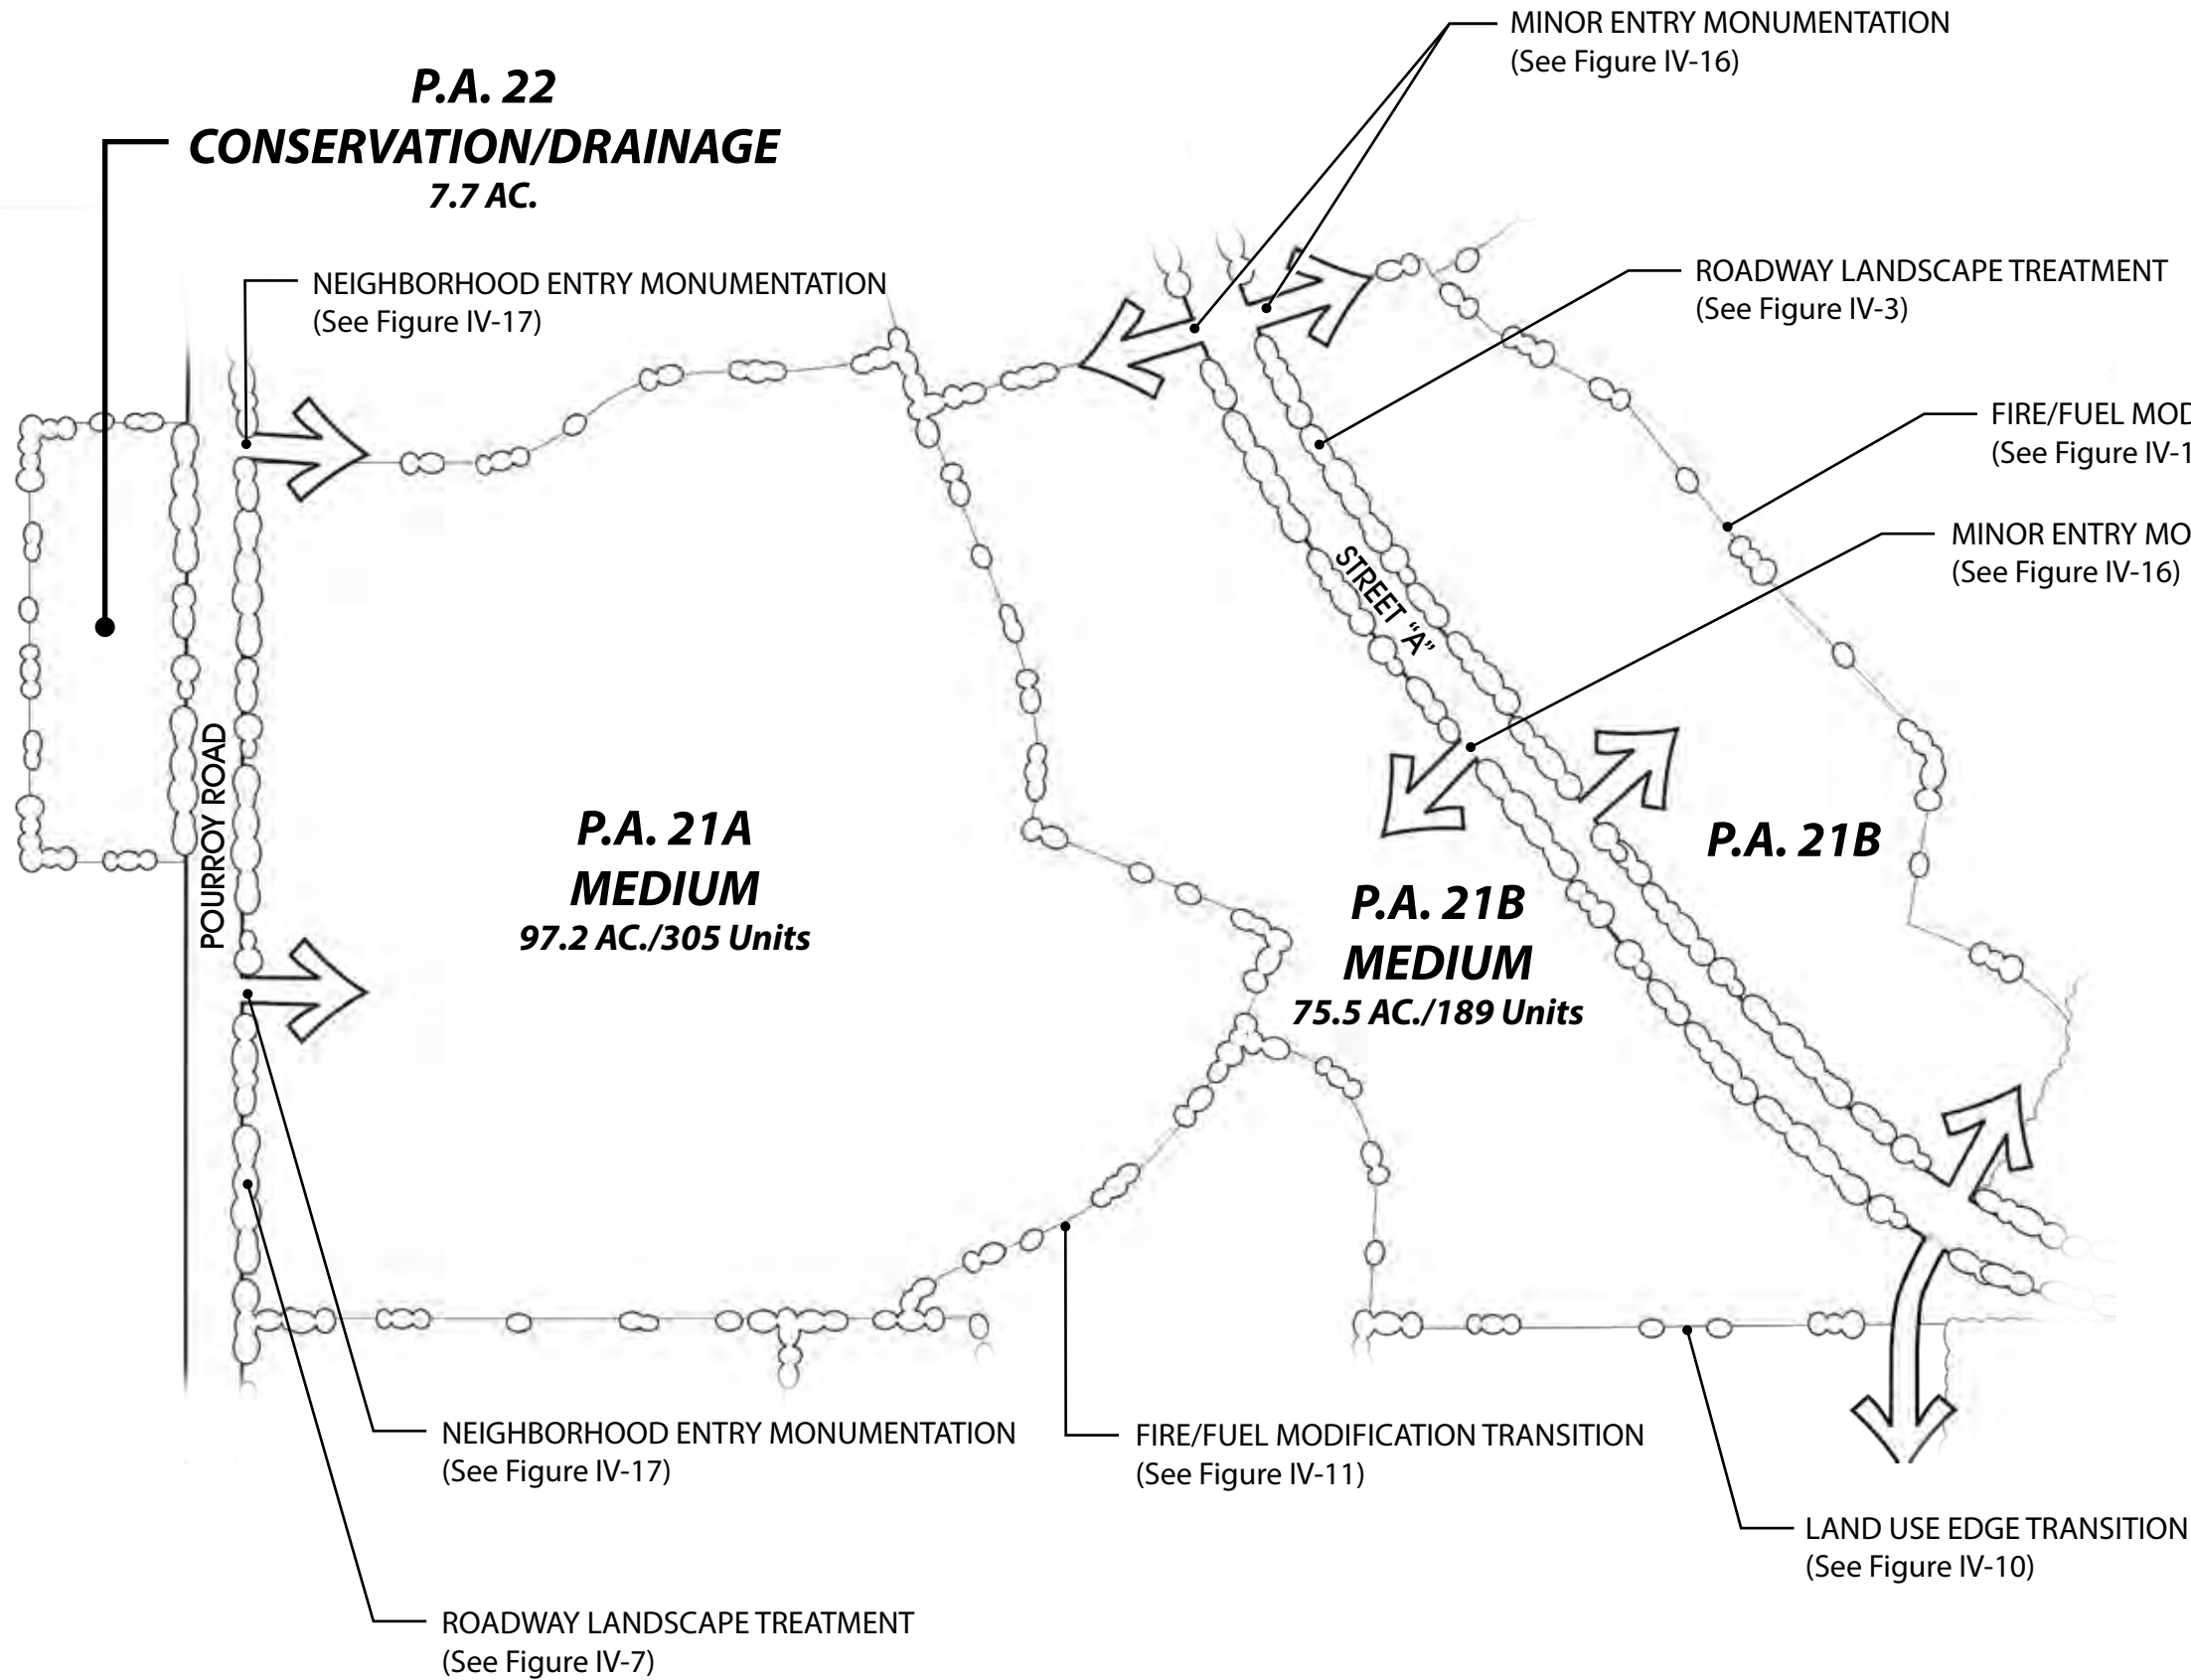 MINOR ENTRY MONUMENTATION
(See Figure IV-16)
P.A. 22
CONSERVATION/DRAINAGE
7.7 AC.
NEIGHBORHOOD ENTRY MONUMENTATION
(See Figure IV-17)
ROADWAY LANDSCAPE TREATMENT
(See Figure IV-3)
FIRE/FUEL MOD
(See Figure IV-1
MINOR ENTRY MO
(See Figure IV-16)
STREET “A”
POURROY ROAD
P.A. 21A
MEDIUM
97.2 AC./305 Units
P.A. 21B
P.A. 21B
MEDIUM
75.5 AC./189 Units
NEIGHBORHOOD ENTRY MONUMENTATION
(See Figure IV-17)
FIRE/FUEL MODIFICATION TRANSITION
(See Figure IV-11)
LAND USE EDGE TRANSITION
(See Figure IV-10)
ROADWAY LANDSCAPE TREATMENT
(See Figure IV-7)